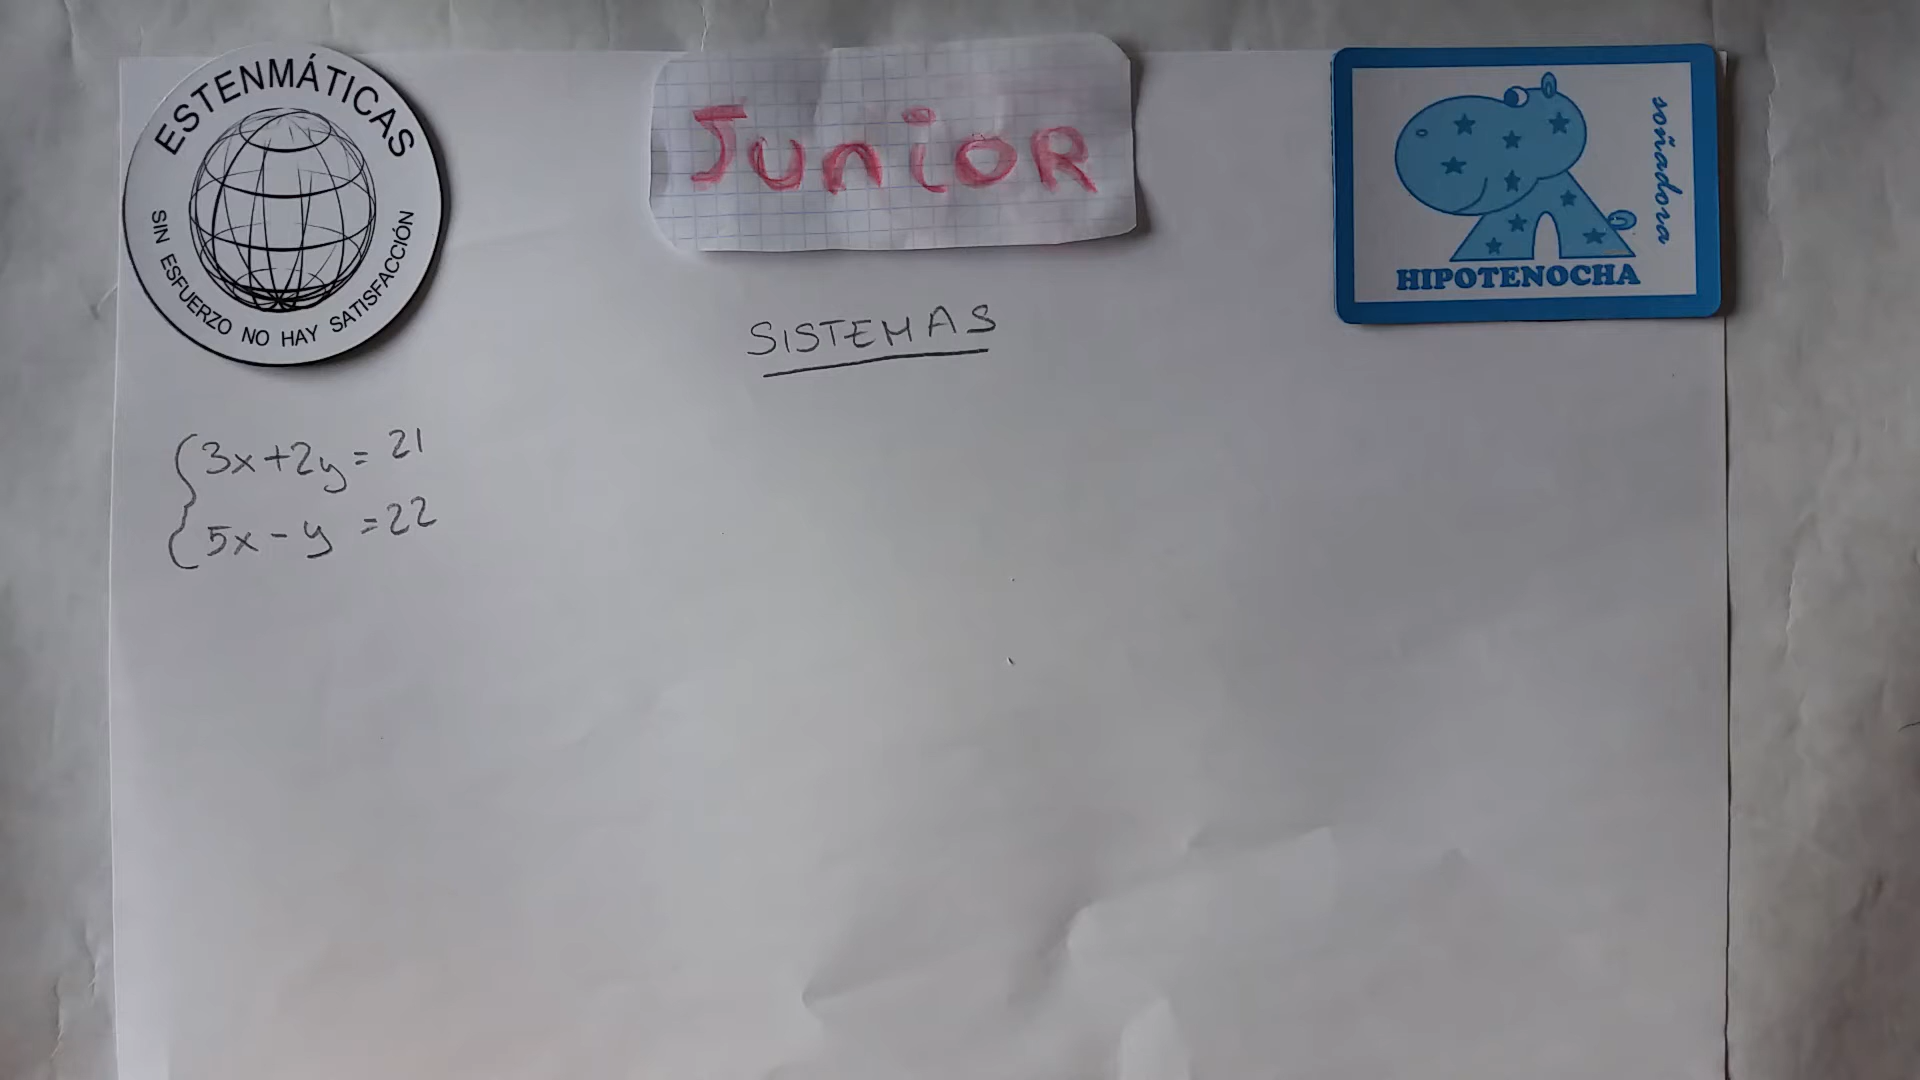 ESTENMÁTICAS
SIN ESFUERZO NO HAY SATISFACCIÓN
JUNiOR
soñadora
HIPOTENOCHA
SISTEMAS
3x+2y=21
5x-y=22